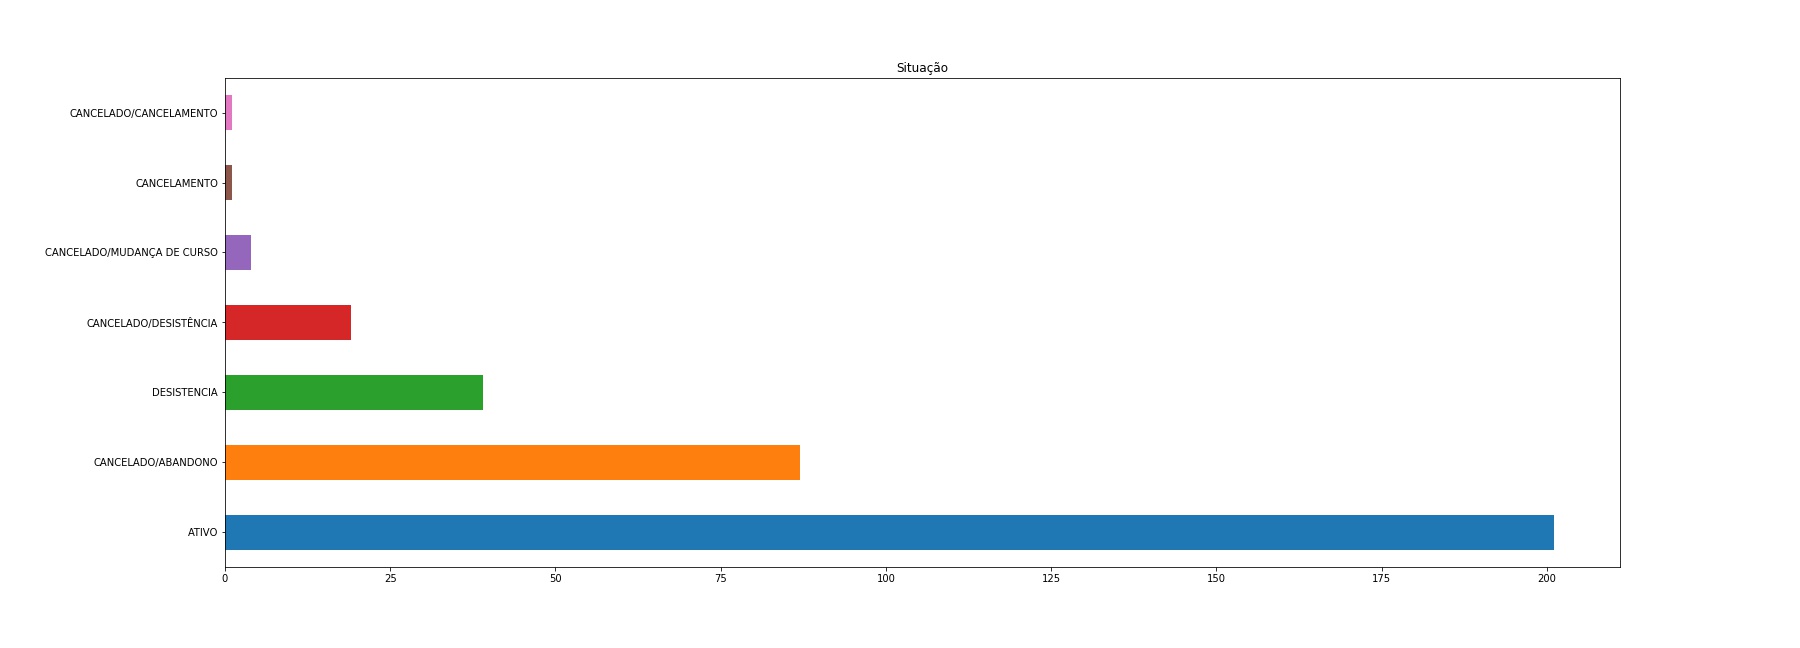 Situação
CANCELADO/CANCELAMENTO
CANCELAMENTO
CANCELADO/MUDANÇA DE CURSO
CANCELADO/DESISTÊNCIA
DESISTENCIA
CANCELADO/ABANDONO
ATIVO
0 25 50 75 100 125 150 175 200